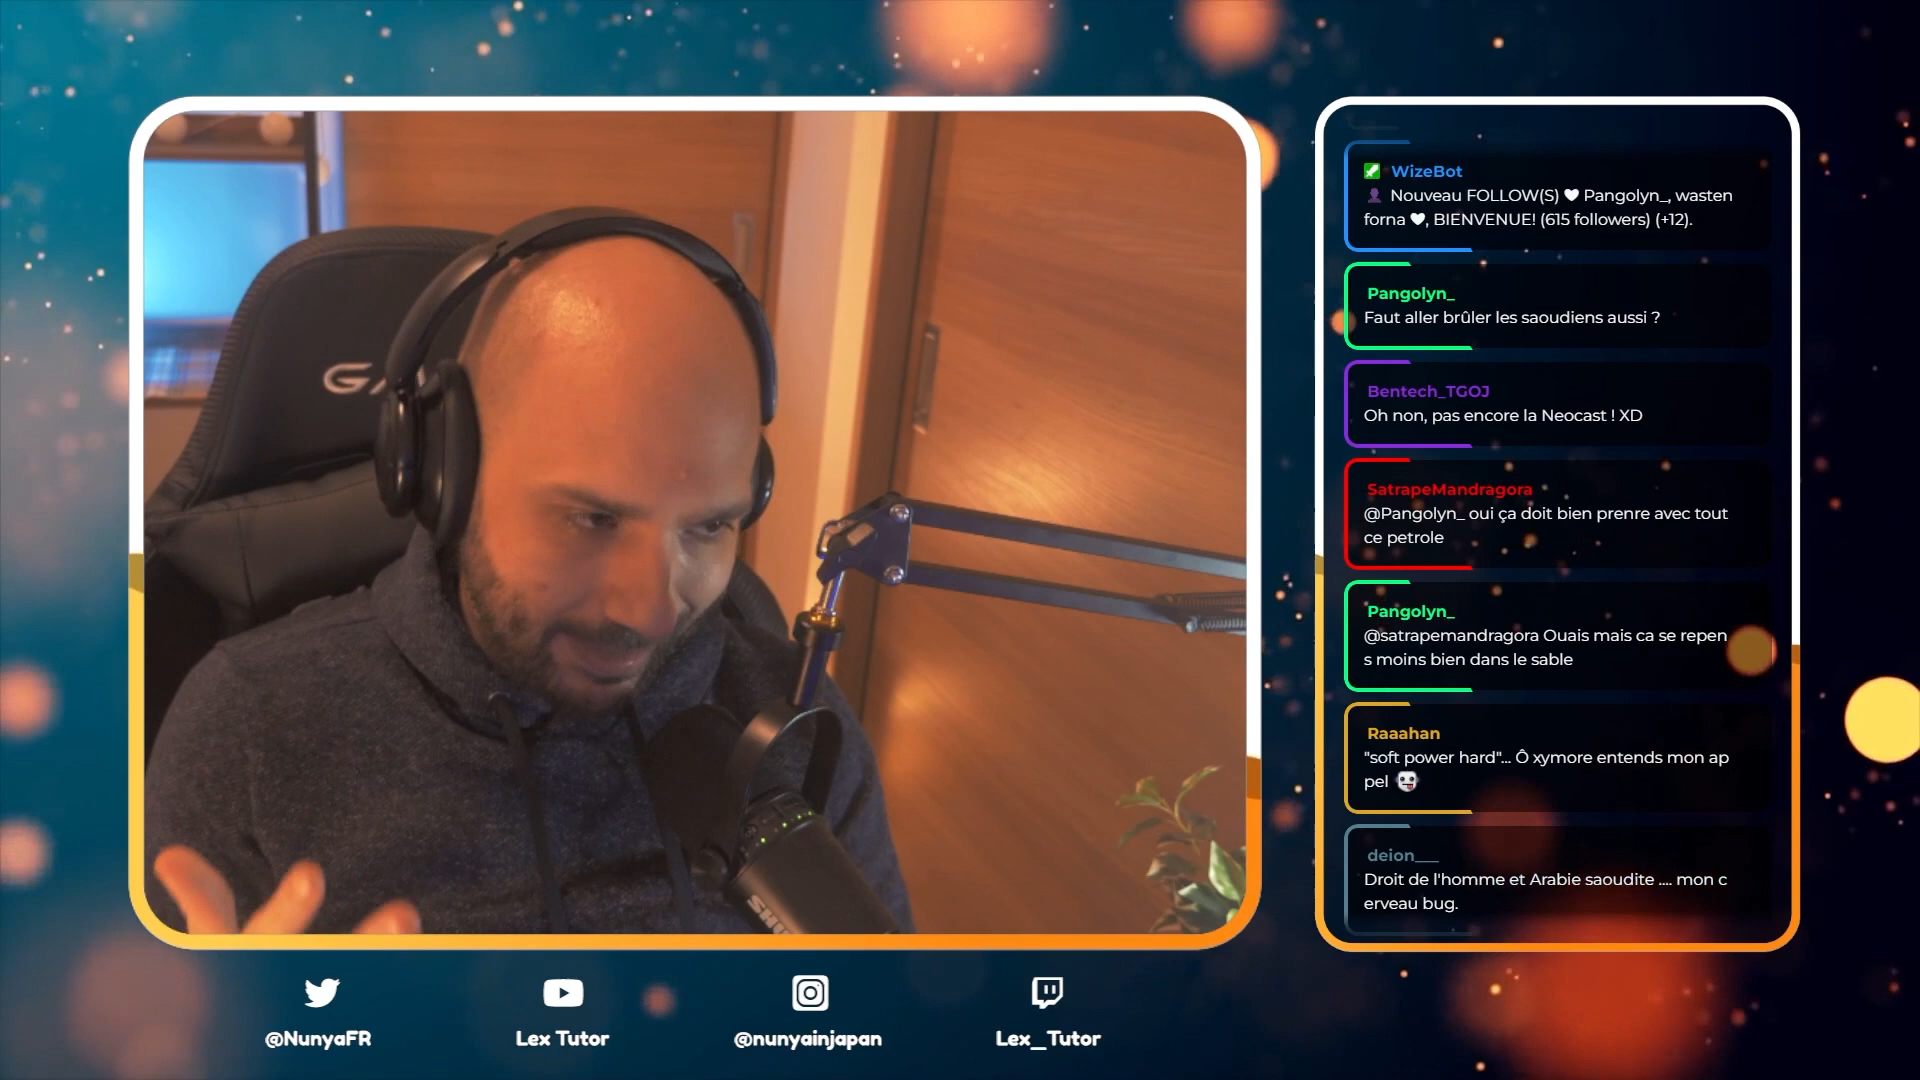 GA
SHU
WizeBot
Nouveau FOLLOW(S) ♥ Pangolyn_, wasten
forna ♥, BIENVENUE! (615 followers) (+12).
Pangolyn_
Faut aller brûler les saoudiens aussi ?
Bentech_TGOJ
Oh non, pas encore la Neocast ! XD
SatrapeMandragora
@Pangolyn_ oui ça doit bien prenre avec tout
ce petrole
Pangolyn_
@satrapemandragora Ouais mais ca se repen
s moins bien dans le sable
Raaahan
"soft power hard"... Ô xymore entends mon ap
pel
deion___
Droit de l'homme et Arabie saoudite .... mon c
erveau bug.
@NunyaFR
Lex Tutor
@nunyainjapan
Lex_Tutor